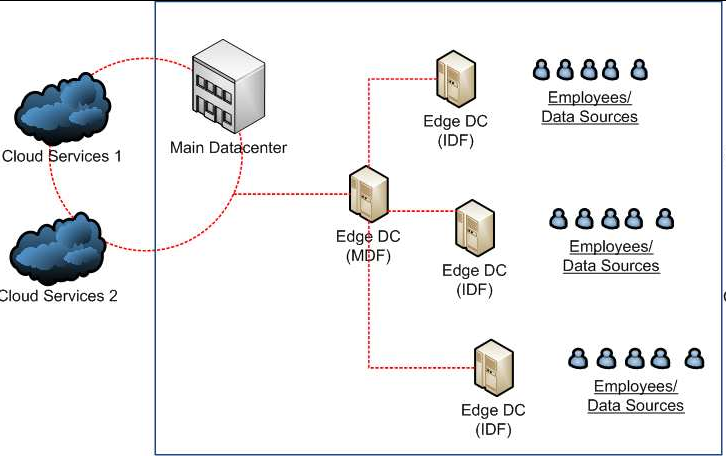 Cloud Services 1
Main Datacenter
Cloud Services 2
Edge DC
(MDF)
Edge DC
(IDF)
Employees/
Data Sources
Edge DC
(IDF)
Employees/
Data Sources
Edge DC
(IDF)
Employees/
Data Sources